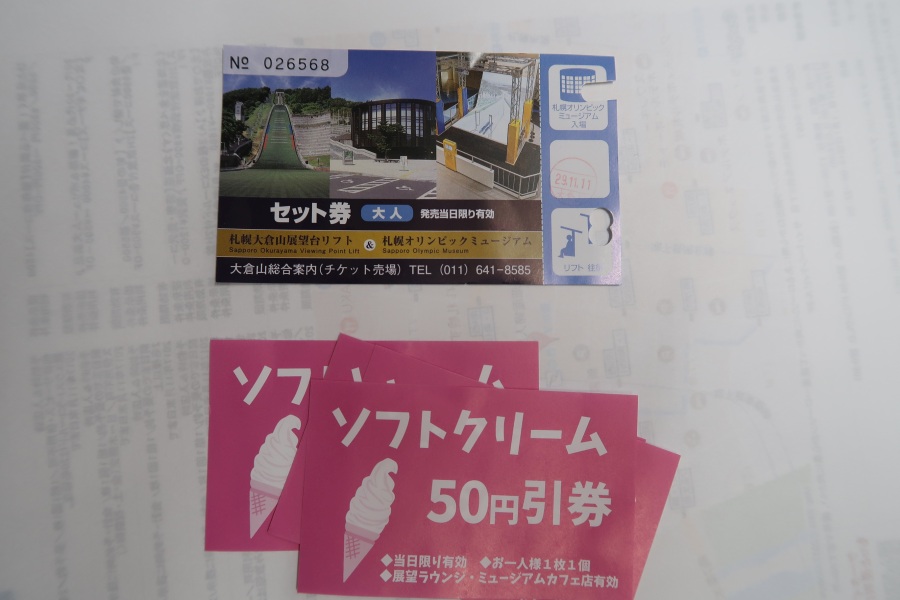 № 026568
札幌オリンピック
ミュージアム
入場
29.11.11
セット券 大人 発売当日限り有効
札幌大倉山展望台リフト & 札幌オリンピックミュージアム
Sapporo Okurayama Viewing Point Lift Sapporo Olympic Museum
大倉山総合案内(チケット売場) TEL (011) 641-8585
リフト
ソフトクリーム
50円引券
◆当日限り有効 ◆お一人様1枚1個
◆展望ラウンジ・ミュージアムカフェ店有効